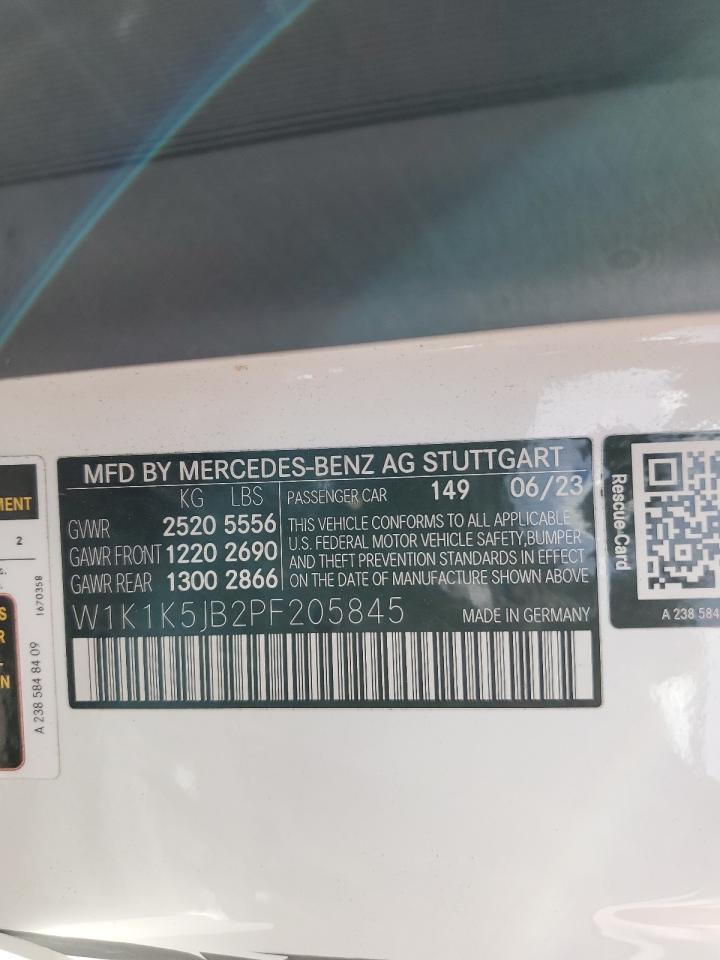 MFD BY MERCEDES-BENZ AG STUTTGART
KG LBS
GVWR 2520 5556
GAWR FRONT 1220 2690
GAWR REAR 1300 2866
PASSENGER CAR 149 06/23
THIS VEHICLE CONFORMS TO ALL APPLICABLE
U.S. FEDERAL MOTOR VEHICLE SAFETY,BUMPER
AND THEFT PREVENTION STANDARDS IN EFFECT
ON THE DATE OF MANUFACTURE SHOWN ABOVE
W1K1K5JB2PF205845 MADE IN GERMANY
Rescue-Card
A 238 584
MENT
2
S.
1670358
S
R
N
A 238 584 84 09